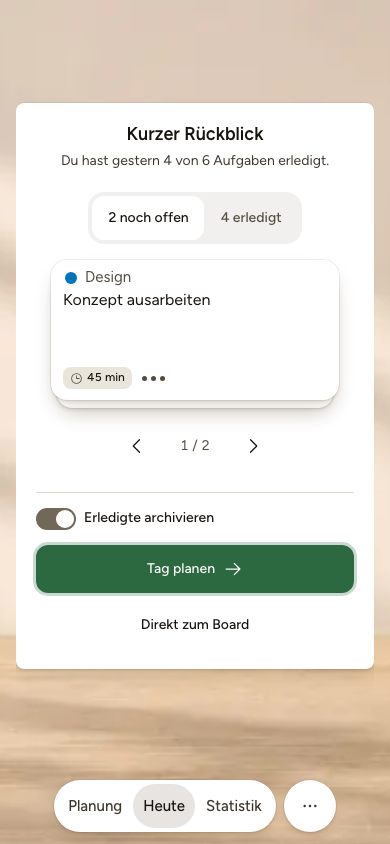 Kurzer Rückblick
Du hast gestern 4 von 6 Aufgaben erledigt.
2 noch offen
4 erledigt
Design
Konzept ausarbeiten
45 min
1 / 2
Erledigte archivieren
Tag planen
Direkt zum Board
Planung
Heute
Statistik